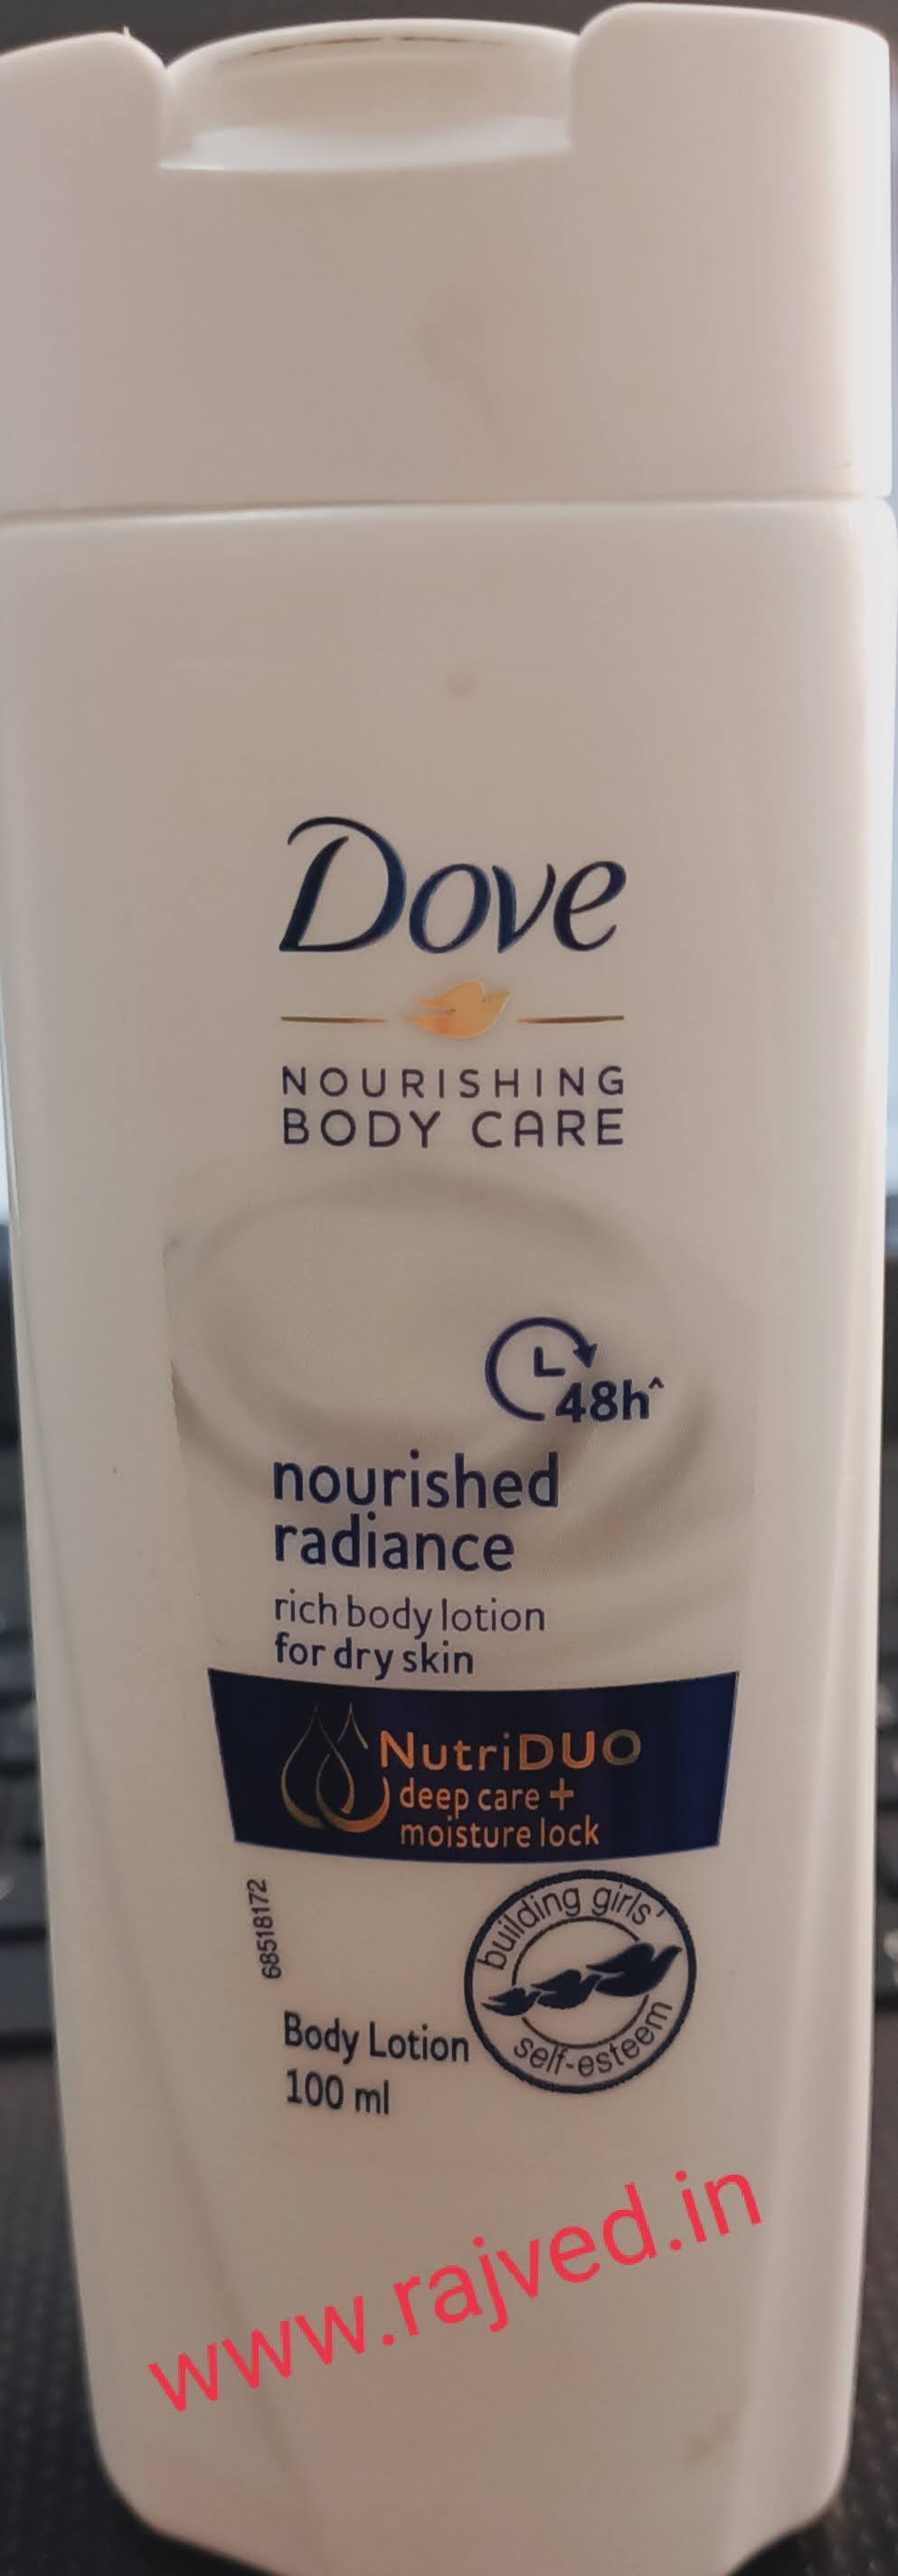 Dove
NOURISHING
BODY CARE
48h^
nourished
radiance
rich body lotion
for dry skin
NutriDUO
deep care +
moisture lock
68518172
building girls'
self-esteem
Body Lotion
100 ml
www.rajved.in